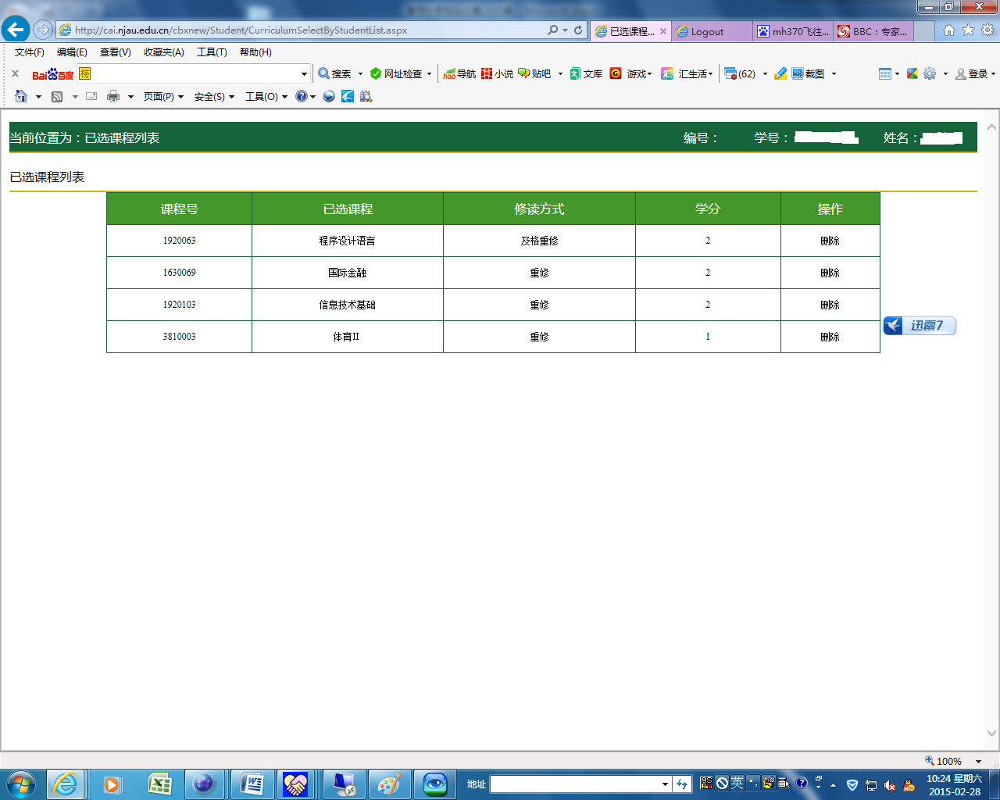 http://cai.njau.edu.cn/cbxnew/Student/CurriculumSelectByStudentList.aspx
已选课程... Logout mh370飞往... BBC：专家...
文件(F) 编辑(E) 查看(V) 收藏夹(A) 工具(T) 帮助(H)
Bai百度 榜 搜索 网址检查 hao导航 小说 贴吧 文库 游戏 汇生活 (62) 截图 登录
页面(P) 安全(S) 工具(O)
当前位置为：已选课程列表 编号： 学号： 姓名：
已选课程列表
课程号 已选课程 修读方式 学分 操作
1920063 程序设计语言 及格重修 2 删除
1630069 国际金融 重修 2 删除
1920103 信息技术基础 重修 2 删除
3810003 体育II 重修 1 删除
迅雷7
100%
地址 英 10:24 星期六
2015-02-28